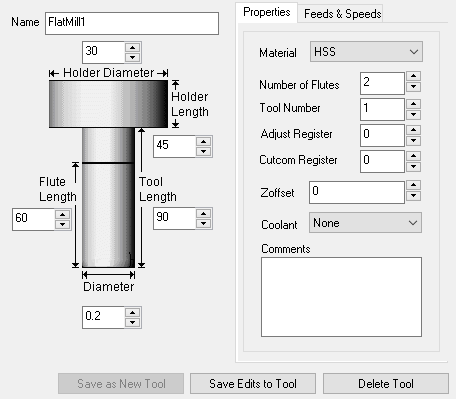 Name FlatMill1
30
Holder Diameter
Holder
Length
45
Flute
Length
Tool
Length
60
90
Diameter
0.2
Properties Feeds & Speeds
Material HSS
Number of Flutes 2
Tool Number 1
Adjust Register 0
Cutcom Register 0
Zoffset 0
Coolant None
Comments
Save as New Tool Save Edits to Tool Delete Tool